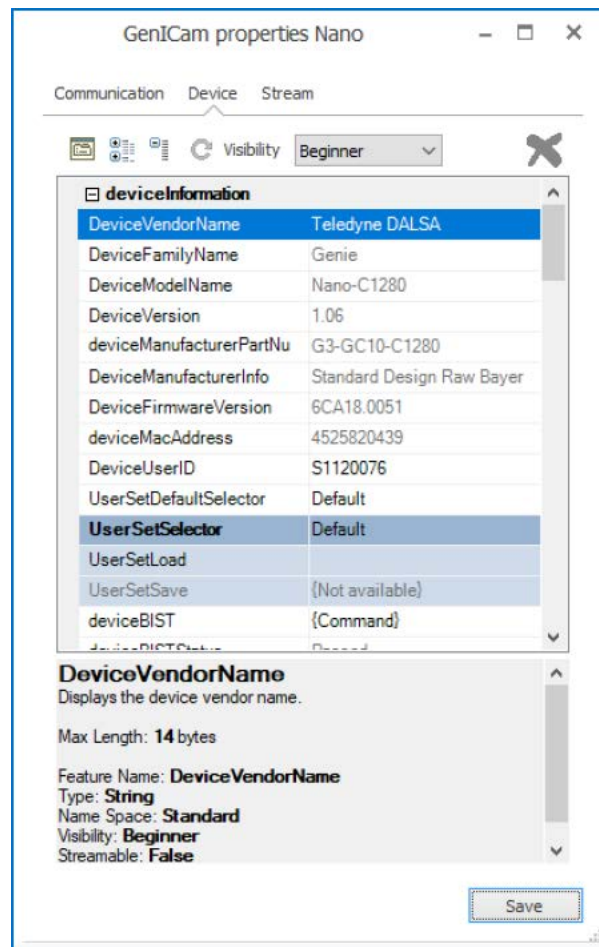 GenICam properties Nano
Communication Device Stream
Visibility Beginner
deviceInformation
DeviceVendorName Teledyne DALSA
DeviceFamilyName Genie
DeviceModelName Nano-C1280
DeviceVersion 1.06
deviceManufacturerPartNu G3-GC10-C1280
DeviceManufacturerInfo Standard Design Raw Bayer
DeviceFirmwareVersion 6CA18.0051
deviceMacAddress 4525820439
DeviceUserID S1120076
UserSetDefaultSelector Default
UserSetSelector Default
UserSetLoad
UserSetSave {Not available}
deviceBIST {Command}
DeviceVendorName
Displays the device vendor name.
Max Length: 14 bytes
Feature Name: DeviceVendorName
Type: String
Name Space: Standard
Visibility: Beginner
Streamable: False
Save